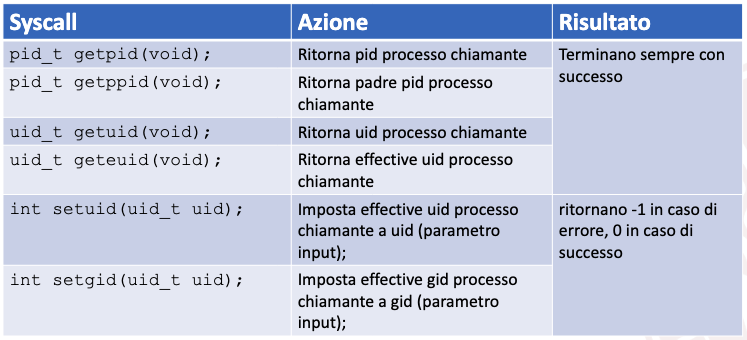 Syscall Azione Risultato
pid_t getpid(void); Ritorna pid processo chiamante Terminano sempre con
successo
pid_t getppid(void); Ritorna padre pid processo
chiamante
uid_t getuid(void); Ritorna uid processo chiamante
uid_t geteuid(void); Ritorna effective uid processo
chiamante
int setuid(uid_t uid); Imposta effective uid processo
chiamante a uid (parametro
input);
ritornano -1 in caso di
errore, 0 in caso di
successo
int setgid(uid_t uid); Imposta effective gid processo
chiamante a gid (parametro
input);